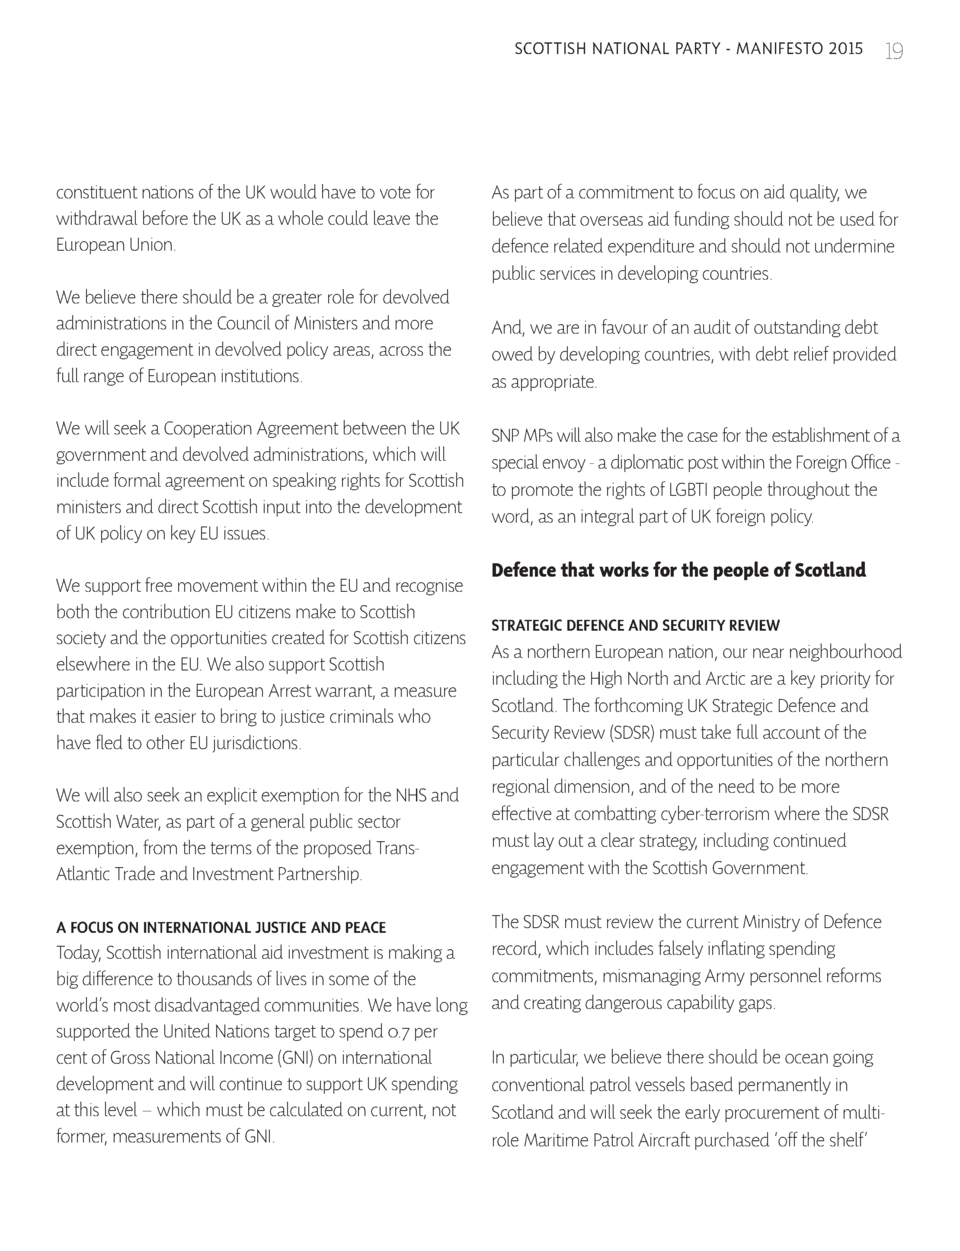 SCOTTISH NATIONAL PARTY - MANIFESTO 2015 19
constituent nations of the UK would have to vote for
withdrawal before the UK as a whole could leave the
European Union.
We believe there should be a greater role for devolved
administrations in the Council of Ministers and more
direct engagement in devolved policy areas, across the
full range of European institutions.
We will seek a Cooperation Agreement between the UK
government and devolved administrations, which will
include formal agreement on speaking rights for Scottish
ministers and direct Scottish input into the development
of UK policy on key EU issues.
We support free movement within the EU and recognise
both the contribution EU citizens make to Scottish
society and the opportunities created for Scottish citizens
elsewhere in the EU. We also support Scottish
participation in the European Arrest warrant, a measure
that makes it easier to bring to justice criminals who
have fled to other EU jurisdictions.
We will also seek an explicit exemption for the NHS and
Scottish Water, as part of a general public sector
exemption, from the terms of the proposed Trans-
Atlantic Trade and Investment Partnership.
A FOCUS ON INTERNATIONAL JUSTICE AND PEACE
Today, Scottish international aid investment is making a
big difference to thousands of lives in some of the
world's most disadvantaged communities. We have long
supported the United Nations target to spend 0.7 per
cent of Gross National Income (GNI) on international
development and will continue to support UK spending
at this level – which must be calculated on current, not
former, measurements of GNI.
As part of a commitment to focus on aid quality, we
believe that overseas aid funding should not be used for
defence related expenditure and should not undermine
public services in developing countries.
And, we are in favour of an audit of outstanding debt
owed by developing countries, with debt relief provided
as appropriate.
SNP MPs will also make the case for the establishment of a
special envoy - a diplomatic post within the Foreign Office -
to promote the rights of LGBTI people throughout the
word, as an integral part of UK foreign policy.
Defence that works for the people of Scotland
STRATEGIC DEFENCE AND SECURITY REVIEW
As a northern European nation, our near neighbourhood
including the High North and Arctic are a key priority for
Scotland. The forthcoming UK Strategic Defence and
Security Review (SDSR) must take full account of the
particular challenges and opportunities of the northern
regional dimension, and of the need to be more
effective at combatting cyber-terrorism where the SDSR
must lay out a clear strategy, including continued
engagement with the Scottish Government.
The SDSR must review the current Ministry of Defence
record, which includes falsely inflating spending
commitments, mismanaging Army personnel reforms
and creating dangerous capability gaps.
In particular, we believe there should be ocean going
conventional patrol vessels based permanently in
Scotland and will seek the early procurement of multi-
role Maritime Patrol Aircraft purchased ‘off the shelf’